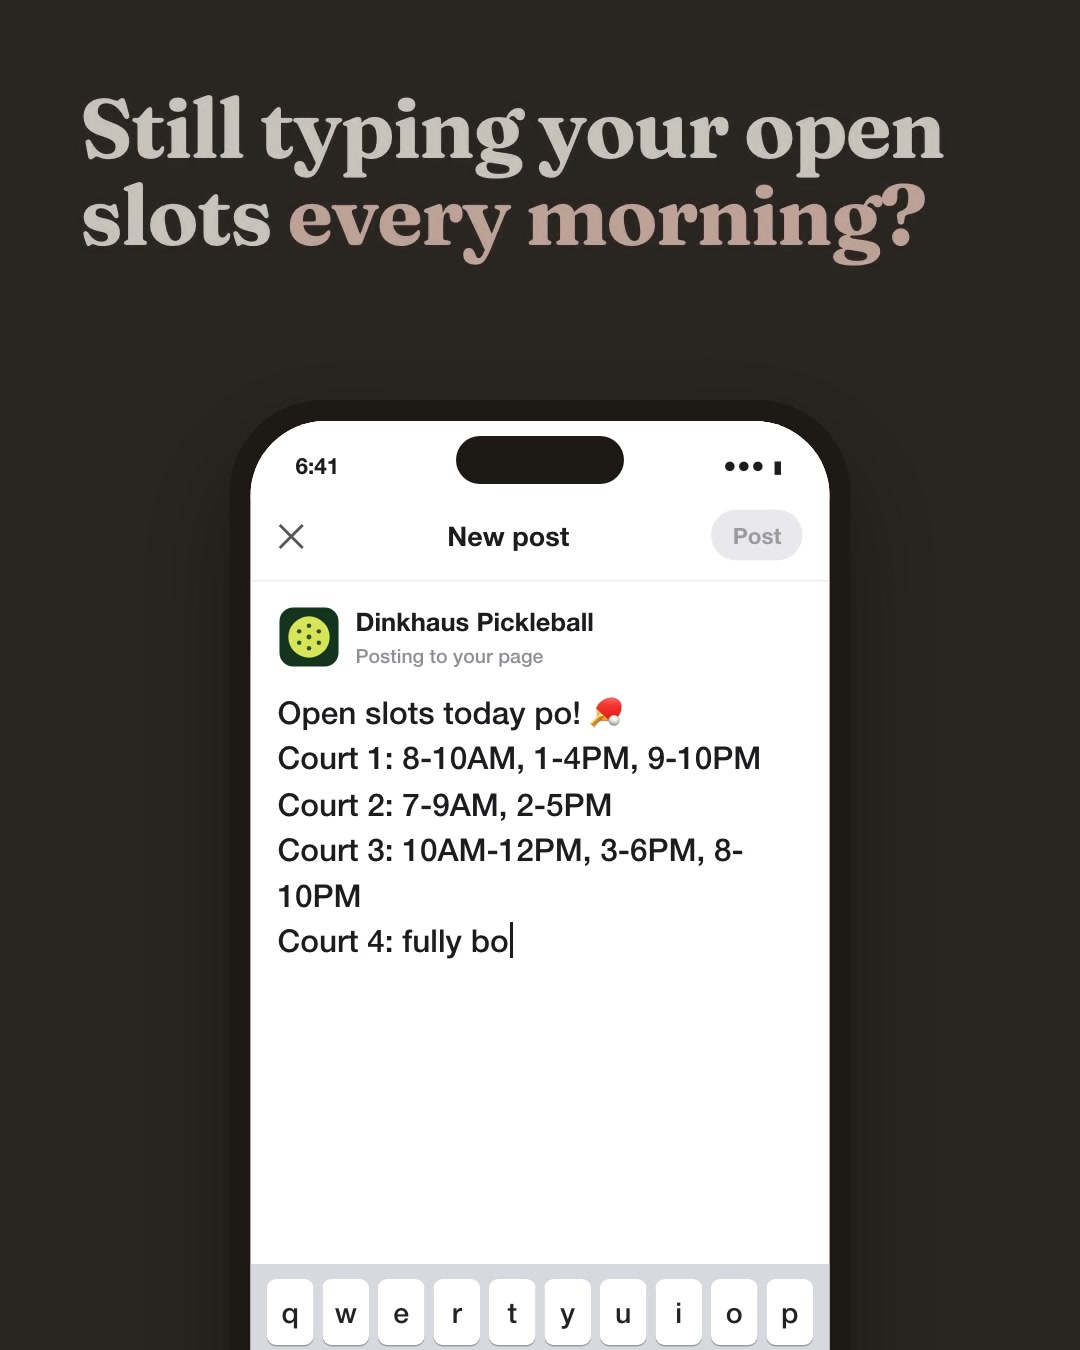 Still typing your open
slots every morning?
6:41
New post
Post
Dinkhaus Pickleball
Posting to your page
Open slots today po! 🏓
Court 1: 8-10AM, 1-4PM, 9-10PM
Court 2: 7-9AM, 2-5PM
Court 3: 10AM-12PM, 3-6PM, 8-
10PM
Court 4: fully bo
q w e r t y u i o p